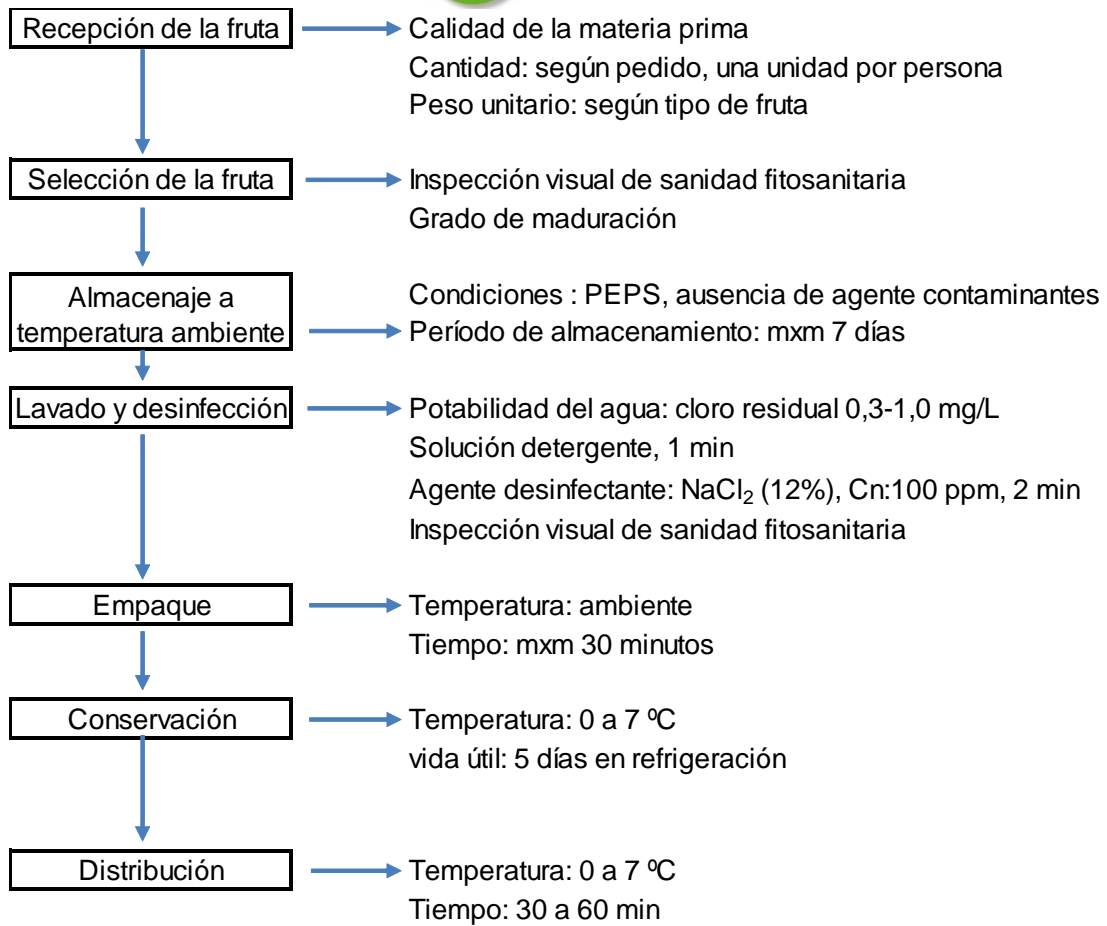 Recepción de la fruta
Calidad de la materia prima
Cantidad: según pedido, una unidad por persona
Peso unitario: según tipo de fruta
Selección de la fruta
Inspección visual de sanidad fitosanitaria
Grado de maduración
Almacenaje a
temperatura ambiente
Condiciones : PEPS, ausencia de agente contaminantes
Período de almacenamiento: mxm 7 días
Lavado y desinfección
Potabilidad del agua: cloro residual 0,3-1,0 mg/L
Solución detergente, 1 min
Agente desinfectante: NaCl₂ (12%), Cn:100 ppm, 2 min
Inspección visual de sanidad fitosanitaria
Empaque
Temperatura: ambiente
Tiempo: mxm 30 minutos
Conservación
Temperatura: 0 a 7 ºC
vida útil: 5 días en refrigeración
Distribución
Temperatura: 0 a 7 ºC
Tiempo: 30 a 60 min